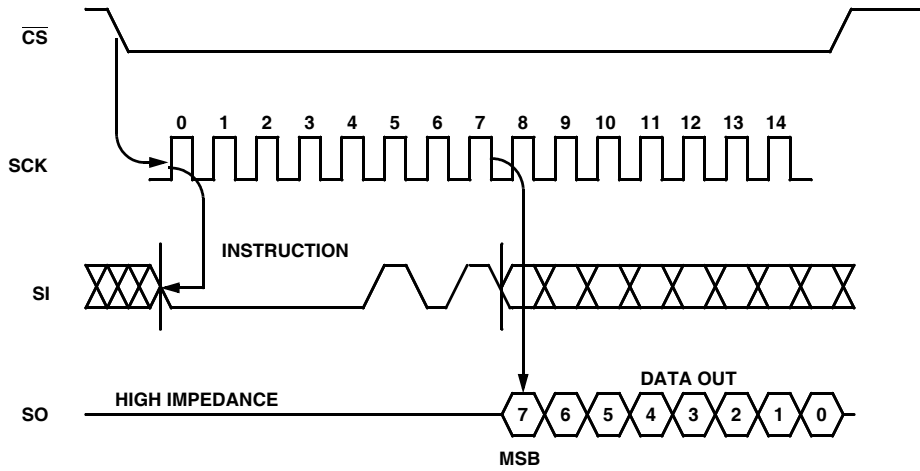 CS
0 1 2 3 4 5 6 7 8 9 10 11 12 13 14
SCK
INSTRUCTION
SI
DATA OUT
HIGH IMPEDANCE
SO
7 6 5 4 3 2 1 0
MSB